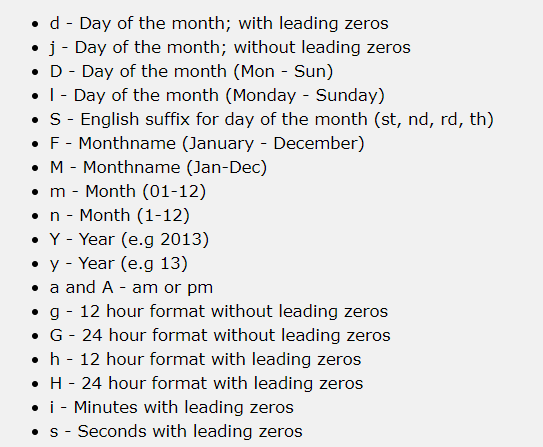 d - Day of the month; with leading zeros
j - Day of the month; without leading zeros
D - Day of the month (Mon - Sun)
l - Day of the month (Monday - Sunday)
S - English suffix for day of the month (st, nd, rd, th)
F - Monthname (January - December)
M - Monthname (Jan-Dec)
m - Month (01-12)
n - Month (1-12)
Y - Year (e.g 2013)
y - Year (e.g 13)
a and A - am or pm
g - 12 hour format without leading zeros
G - 24 hour format without leading zeros
h - 12 hour format with leading zeros
H - 24 hour format with leading zeros
i - Minutes with leading zeros
s - Seconds with leading zeros